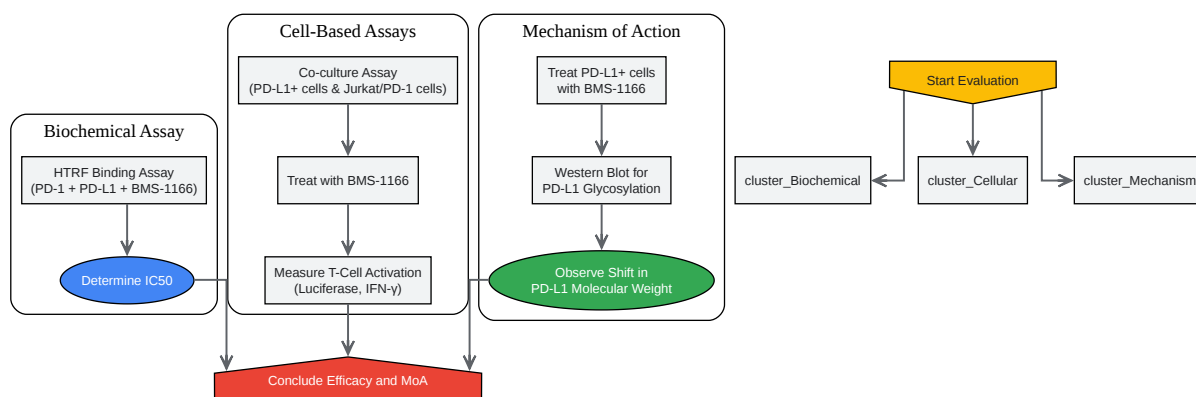 Biochemical Assay
HTRF Binding Assay
(PD-1 + PD-L1 + BMS-1166)
Determine IC50
Cell-Based Assays
Co-culture Assay
(PD-L1+ cells & Jurkat/PD-1 cells)
Treat with BMS-1166
Measure T-Cell Activation
(Luciferase, IFN-γ)
Mechanism of Action
Treat PD-L1+ cells
with BMS-1166
Western Blot for
PD-L1 Glycosylation
Observe Shift in
PD-L1 Molecular Weight
Conclude Efficacy and MoA
Start Evaluation
cluster_Biochemical
cluster_Cellular
cluster_Mechanism